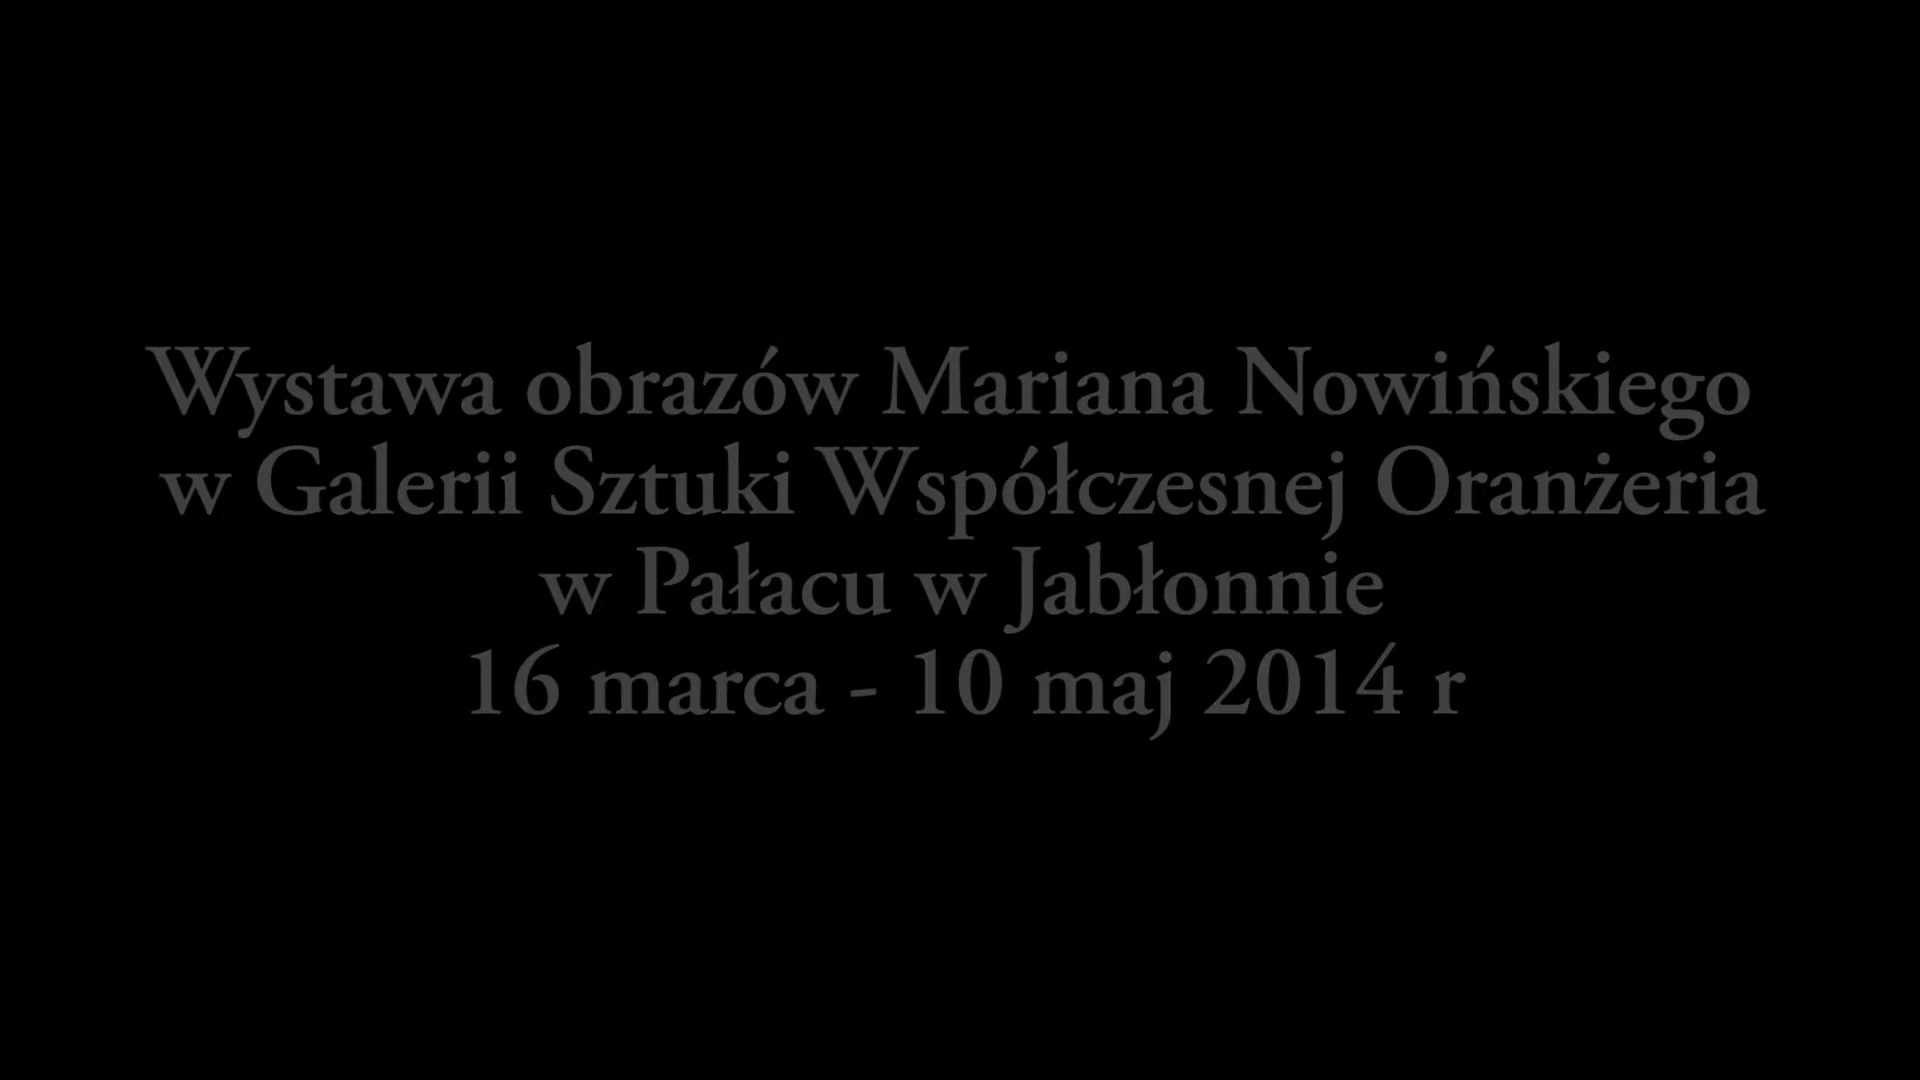 Wystawa obrazów Mariana Nowińskiego
w Galerii Sztuki Współczesnej Oranżeria
w Pałacu w Jabłonnie
16 marca - 10 maj 2014 r